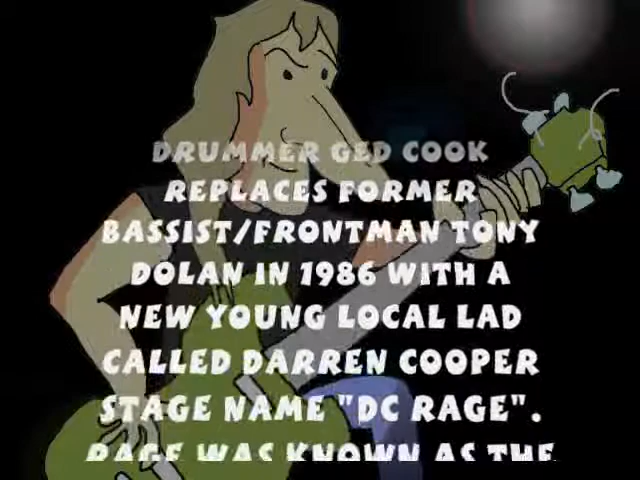 DRUMMER GED COOK
REPLACES FORMER
BASSIST/FRONTMAN TONY
DOLAN IN 1986 WITH A
NEW YOUNG LOCAL LAD
CALLED DARREN COOPER
STAGE NAME "DC RAGE".
RAGE WAS KNOWN AS THE